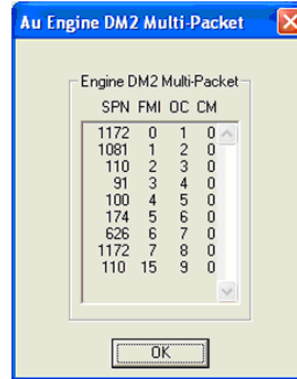 Au Engine DM2 Multi-Packet
Engine DM2 Multi-Packet
SPN FMI OC CM
1172 0 1 0
1081 1 2 0
110 2 3 0
91 3 4 0
100 4 5 0
174 5 6 0
626 6 7 0
1172 7 8 0
110 15 9 0
OK